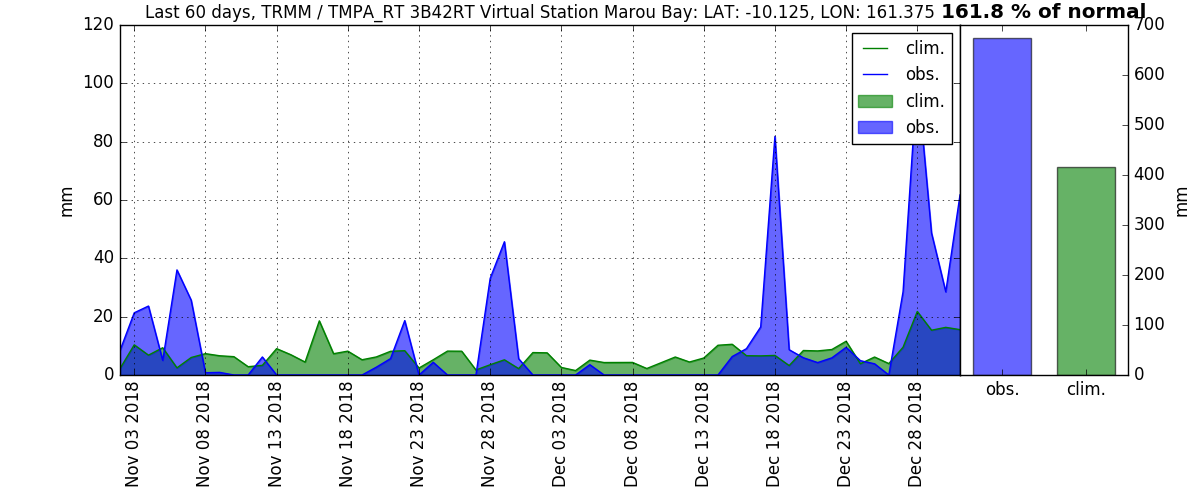 Last 60 days, TRMM / TMPA_RT 3B42RT Virtual Station Marou Bay: LAT: -10.125, LON: 161.375 161.8 % of normal
120
100
80
60
40
20
0
mm
clim.
obs.
clim.
obs.
700
600
500
400
300
200
100
0
mm
obs. clim.
Nov 03 2018
Nov 08 2018
Nov 13 2018
Nov 18 2018
Nov 23 2018
Nov 28 2018
Dec 03 2018
Dec 08 2018
Dec 13 2018
Dec 18 2018
Dec 23 2018
Dec 28 2018